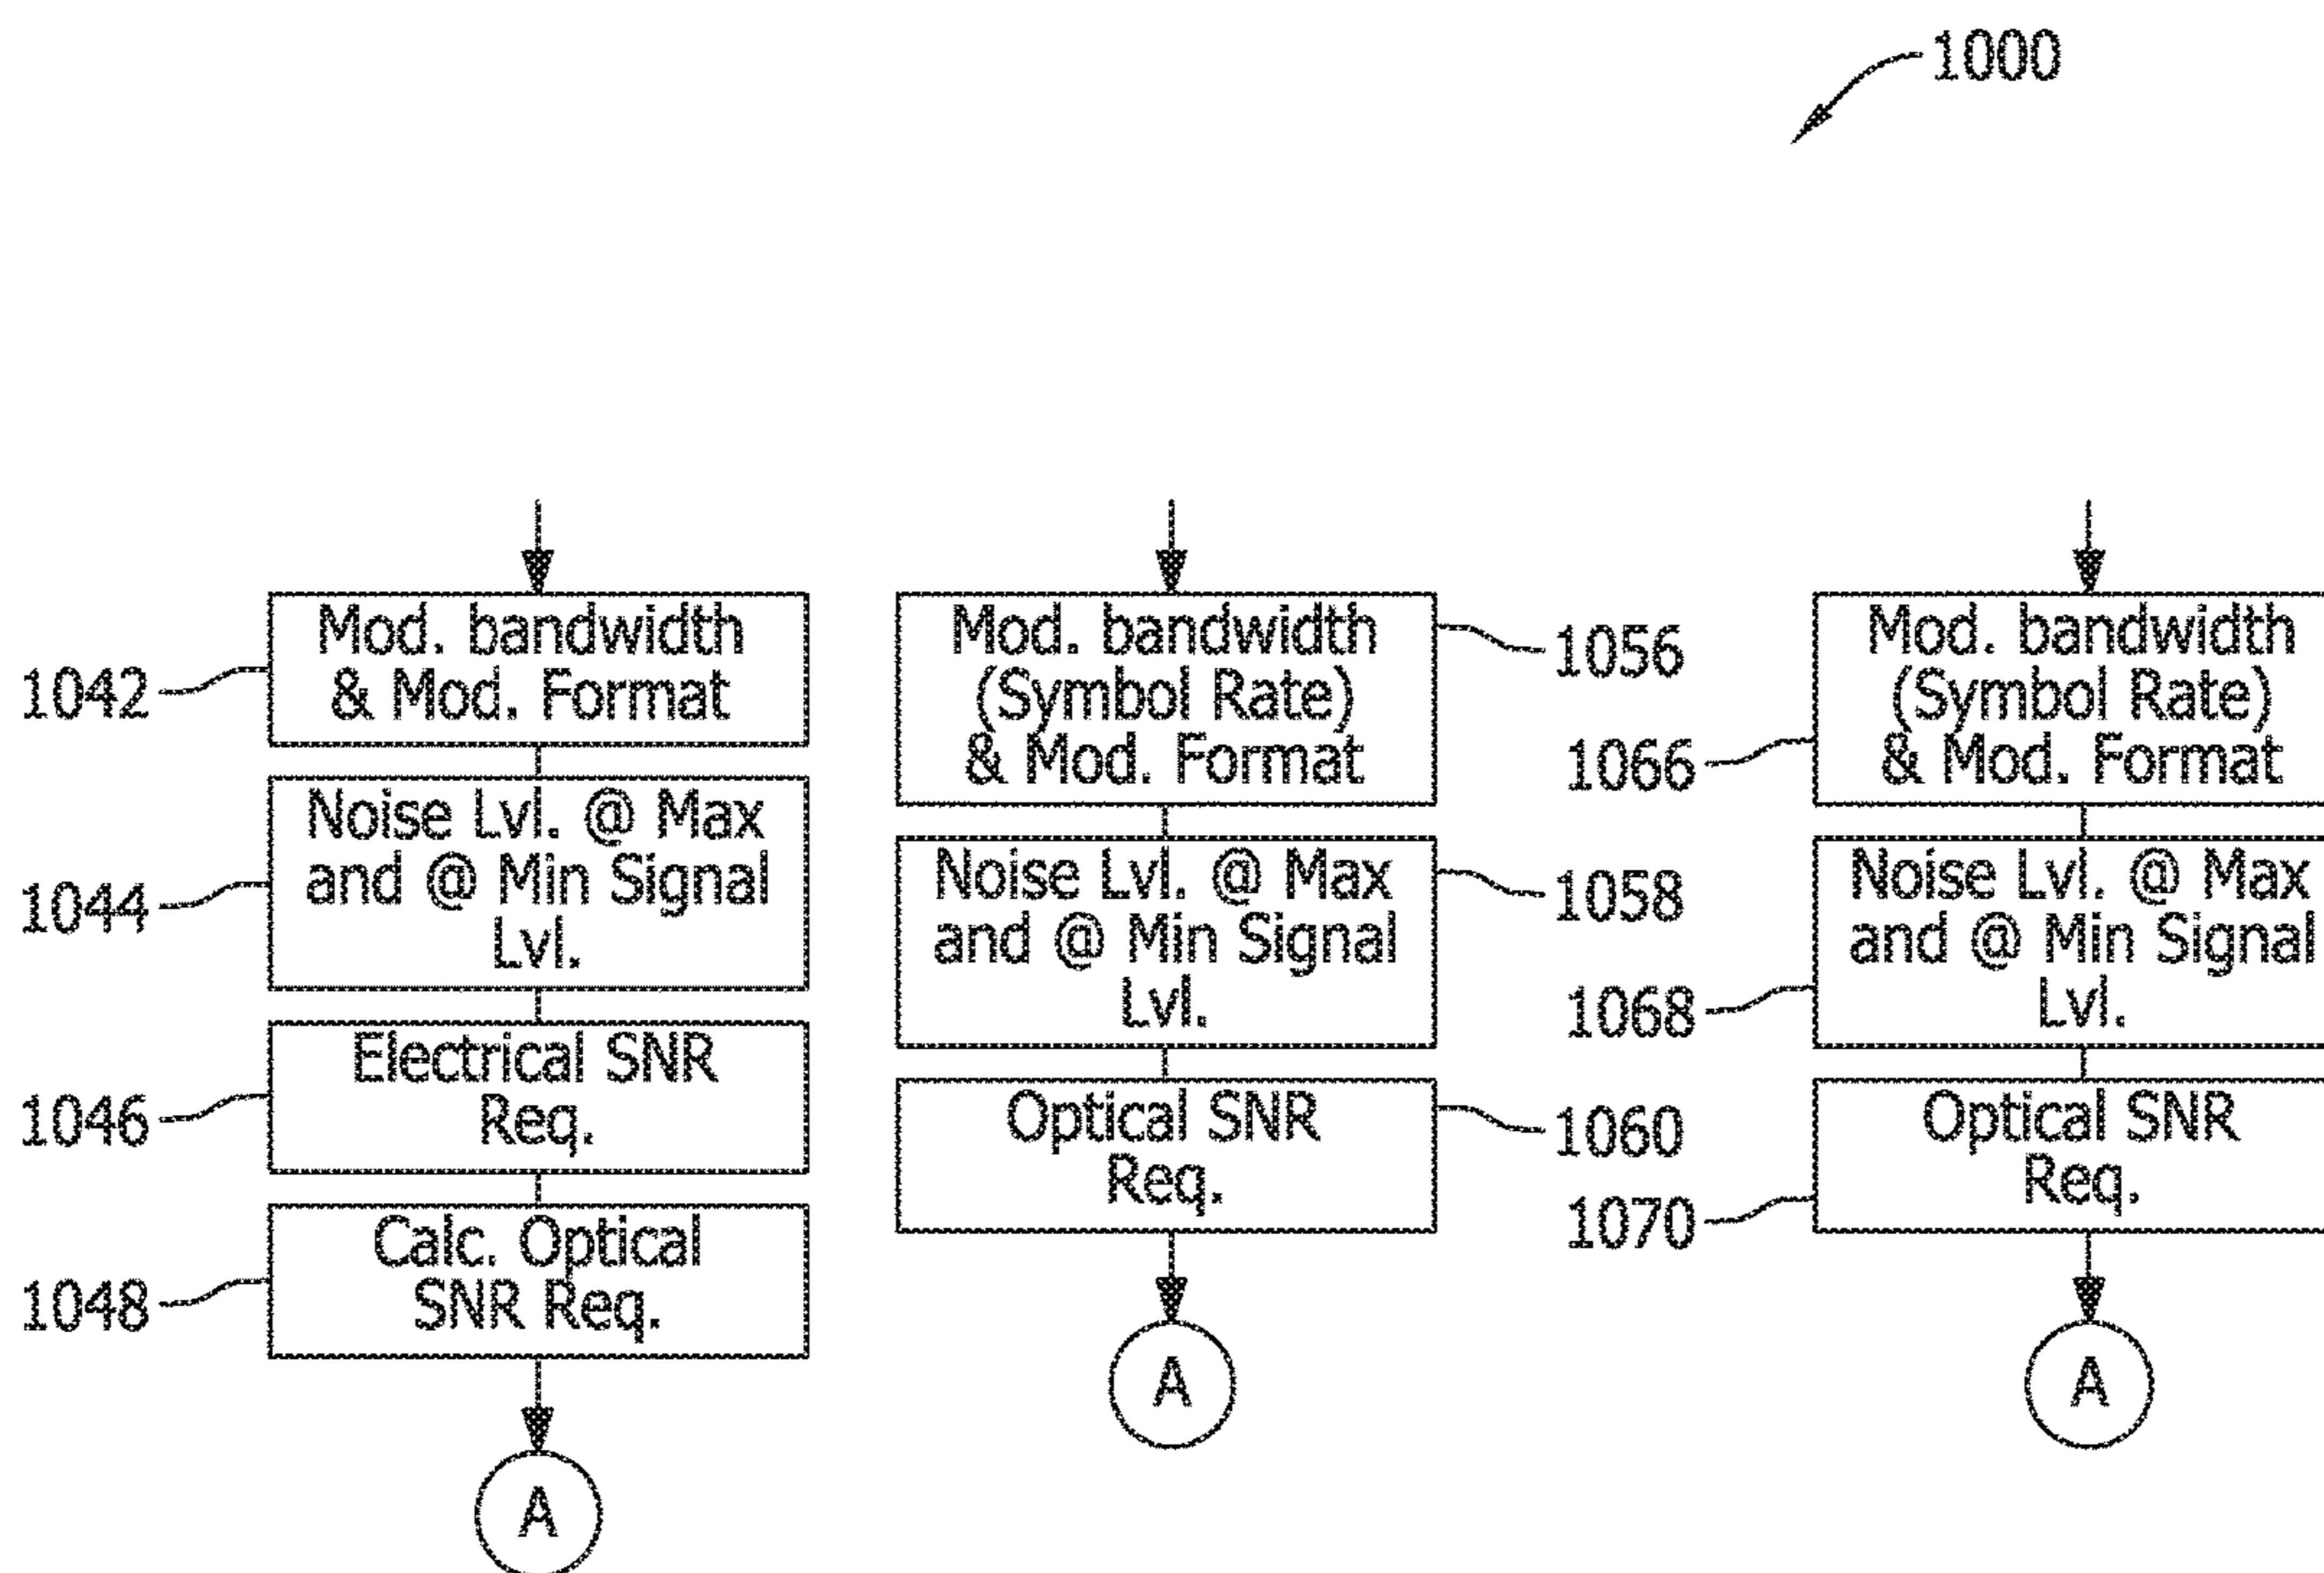 1000
1042
Mod. bandwidth
& Mod. Format
1044
Noise Lvl. @ Max
and @ Min Signal
Lvl.
1046
Electrical SNR
Req.
1048
Calc. Optical
SNR Req.
A
Mod. bandwidth
(Symbol Rate)
& Mod. Format
1056
Noise Lvl. @ Max
and @ Min Signal
Lvl.
1058
Optical SNR
Req.
1060
A
1066
Mod. bandwidth
(Symbol Rate)
& Mod. Format
1068
Noise Lvl. @ Max
and @ Min Signal
Lvl.
1070
Optical SNR
Req.
A